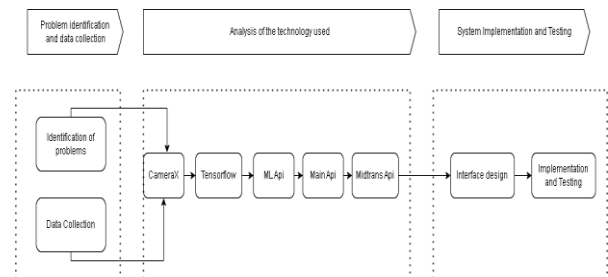 Problem identification
and data collection
Analysis of the technology used
System Implementation and Testing
Identification of
problems
Data Collection
CameraX
Tensorflow
ML Api
Main Api
Midtrans Api
Interface design
Implementation
and Testing